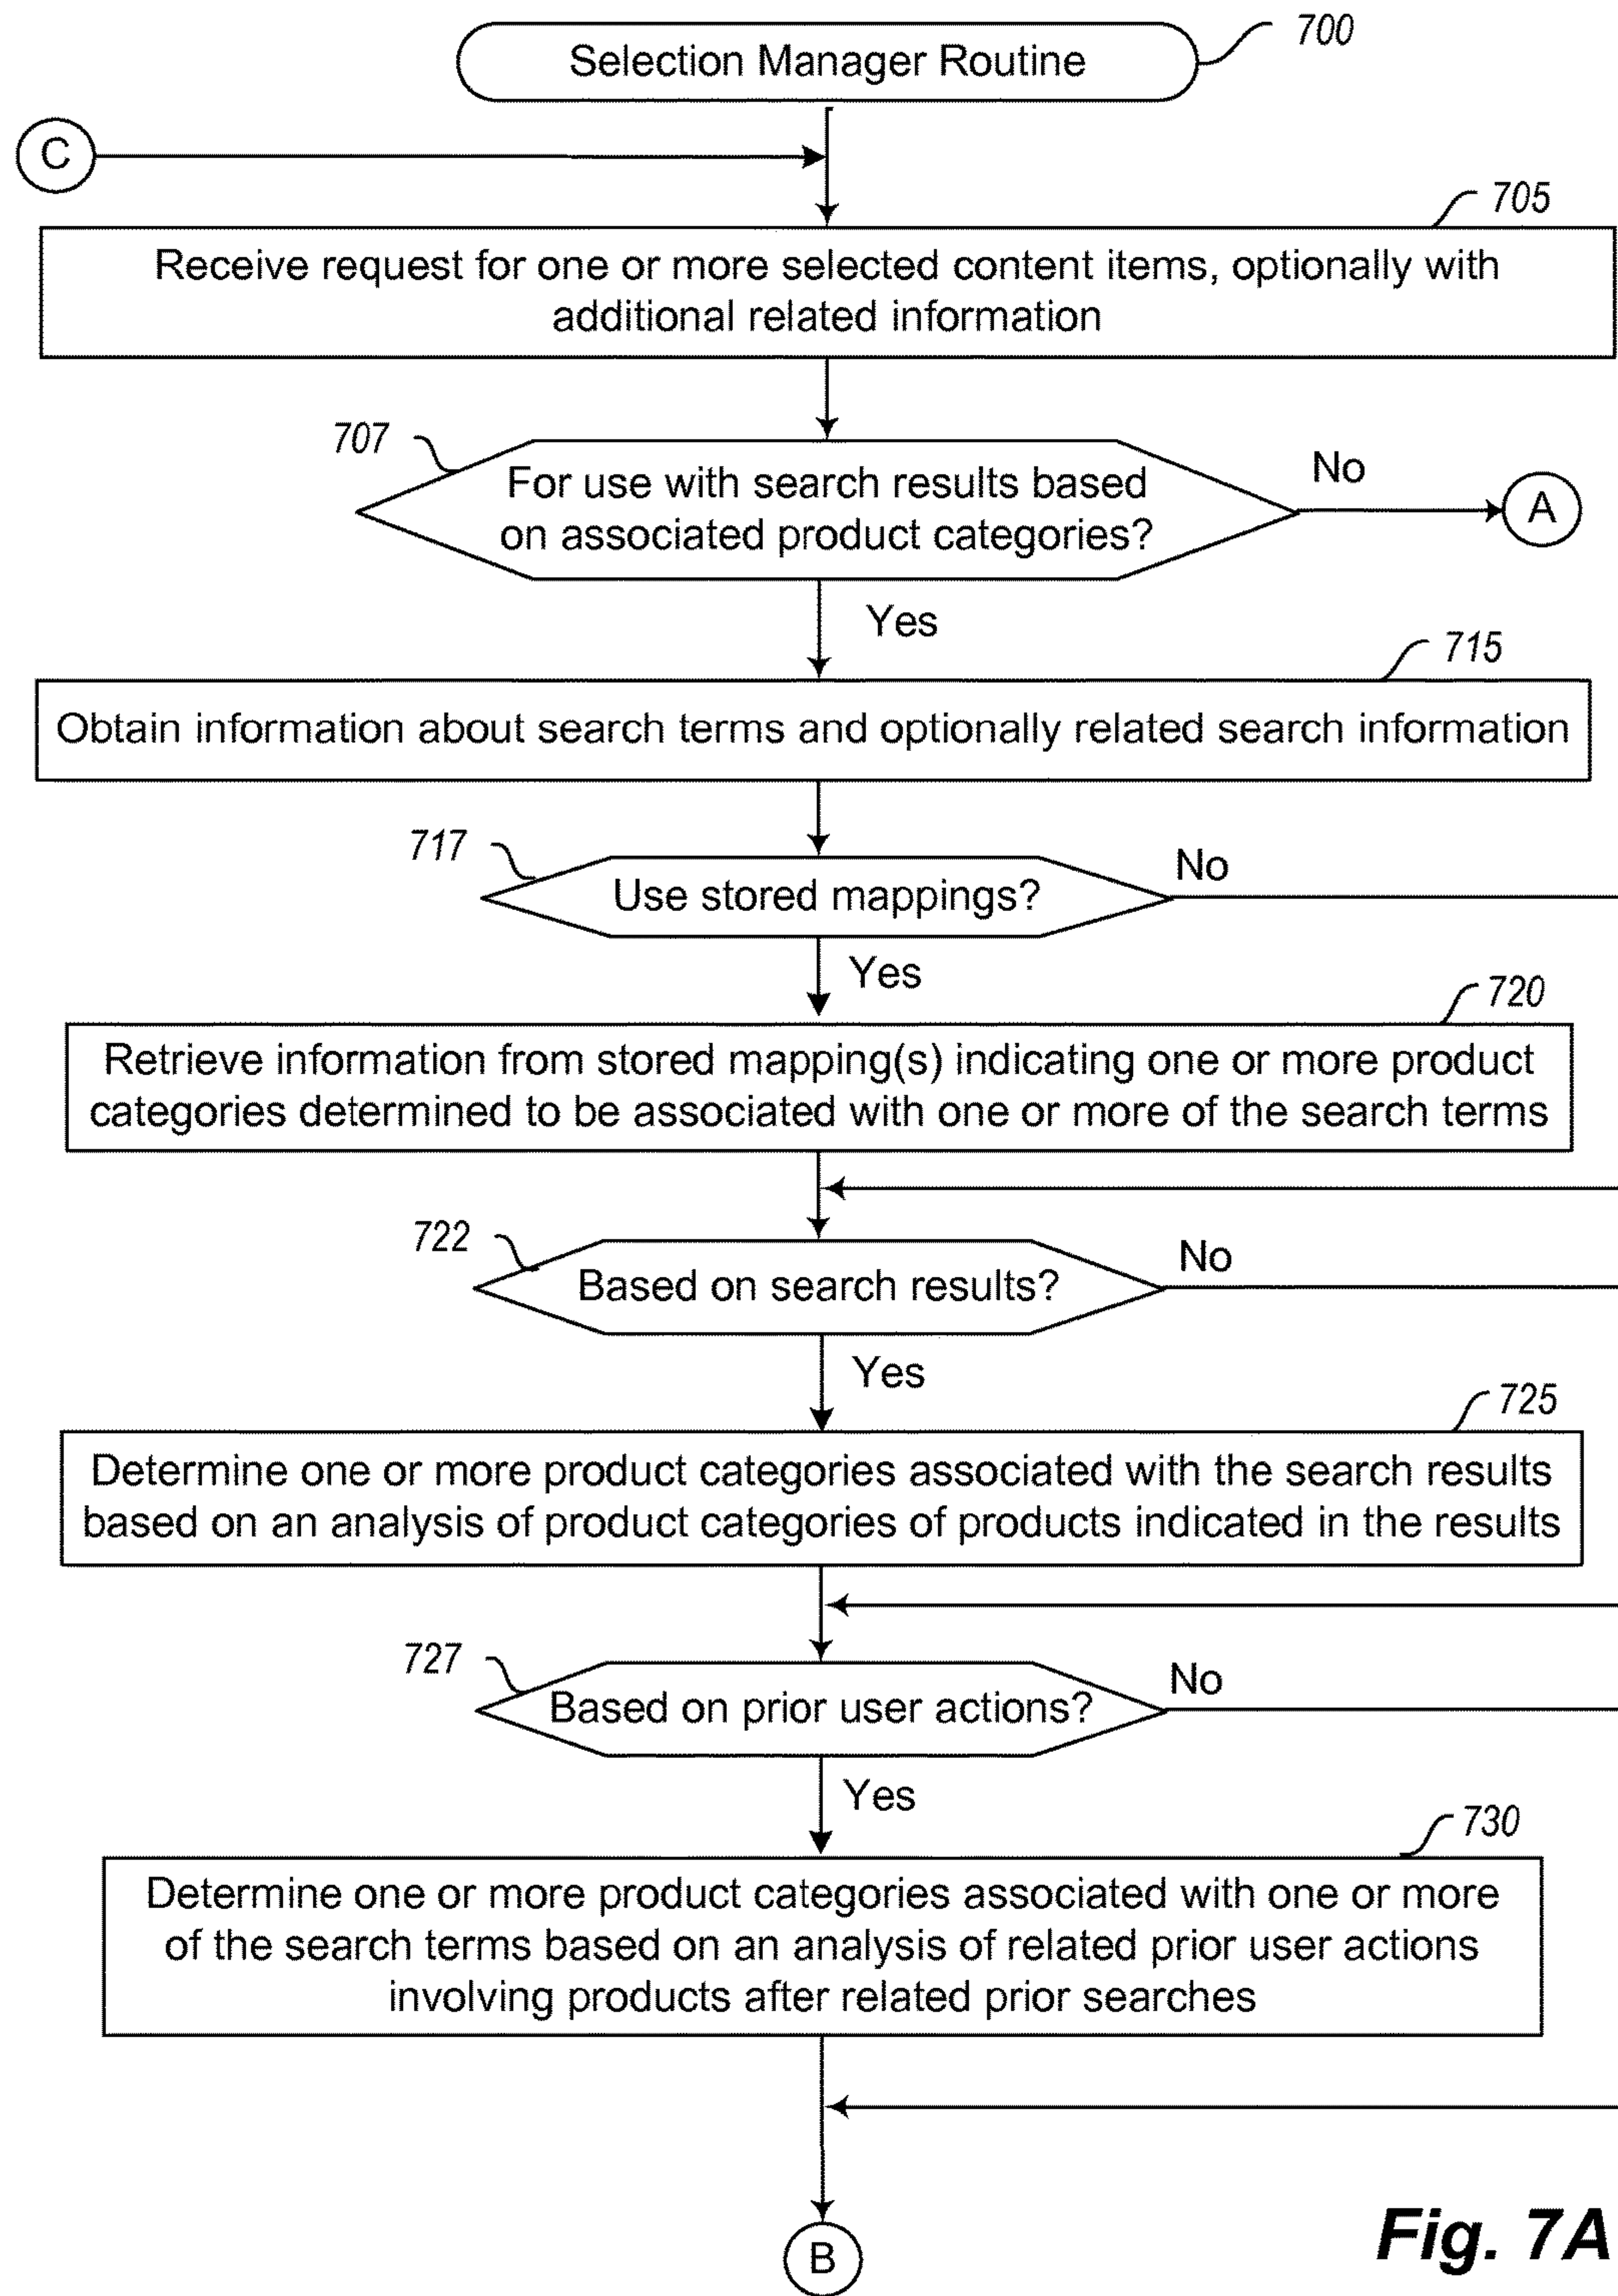 Selection Manager Routine
700
C
705
Receive request for one or more selected content items, optionally with
additional related information
707
For use with search results based
on associated product categories?
No
A
Yes
715
Obtain information about search terms and optionally related search information
717
Use stored mappings?
No
Yes
720
Retrieve information from stored mapping(s) indicating one or more product
categories determined to be associated with one or more of the search terms
722
Based on search results?
No
Yes
725
Determine one or more product categories associated with the search results
based on an analysis of product categories of products indicated in the results
727
Based on prior user actions?
No
Yes
730
Determine one or more product categories associated with one or more
of the search terms based on an analysis of related prior user actions
involving products after related prior searches
B
Fig. 7A